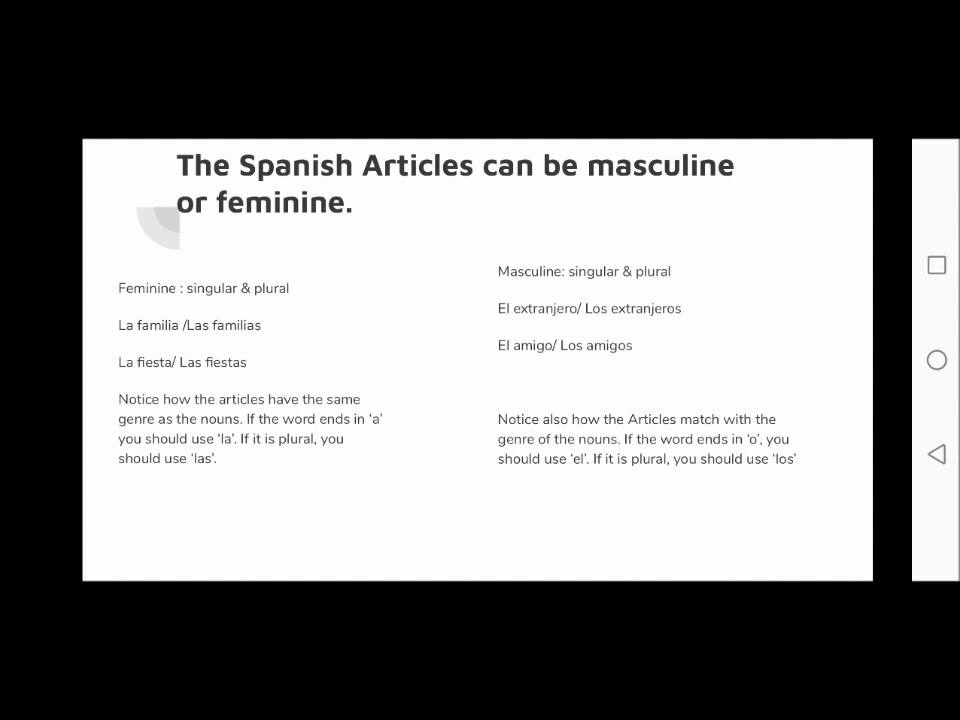 The Spanish Articles can be masculine
or feminine.
Feminine : singular & plural
La familia /Las familias
La fiesta/ Las fiestas
Notice how the articles have the same
genre as the nouns. If the word ends in ‘a’
you should use ‘la’. If it is plural, you
should use ‘las’.
Masculine: singular & plural
El extranjero/ Los extranjeros
El amigo/ Los amigos
Notice also how the Articles match with the
genre of the nouns. If the word ends in ‘o’, you
should use ‘el’. If it is plural, you should use ‘los’